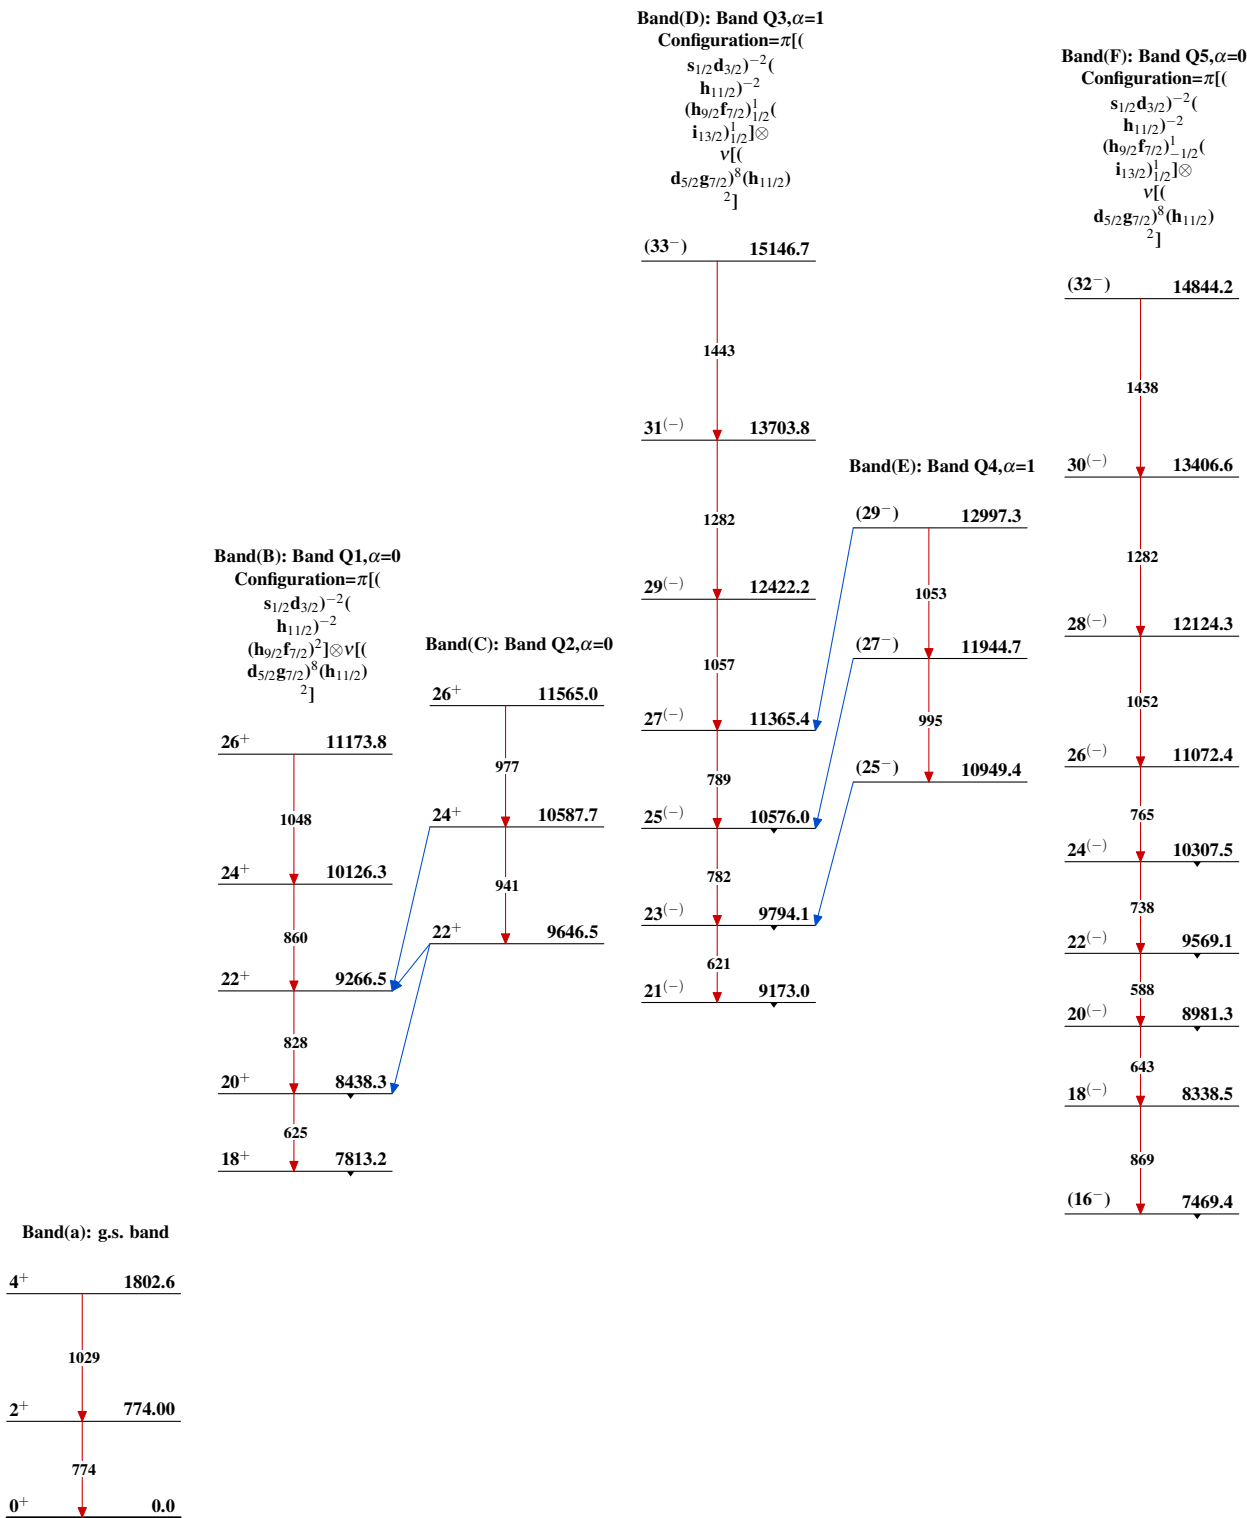 Band(D): Band Q3,α=1
Configuration=π[(
s1/2d3/2)−2(
h11/2)−2
(h9/2f7/2)11/2(
i13/2)11/2]⊗
ν[(
d5/2g7/2)8(h11/2)
2]
(33−) 15146.7
1443
31(−) 13703.8
1282
29(−) 12422.2
1057
27(−) 11365.4
789
25(−) 10576.0
782
23(−) 9794.1
621
21(−) 9173.0
Band(F): Band Q5,α=0
Configuration=π[(
s1/2d3/2)−2(
h11/2)−2
(h9/2f7/2)1−1/2(
i13/2)11/2]⊗
ν[(
d5/2g7/2)8(h11/2)
2]
(32−) 14844.2
1438
30(−) 13406.6
1282
28(−) 12124.3
1052
26(−) 11072.4
765
24(−) 10307.5
738
22(−) 9569.1
588
20(−) 8981.3
643
18(−) 8338.5
869
(16−) 7469.4
Band(E): Band Q4,α=1
(29−) 12997.3
1053
(27−) 11944.7
995
(25−) 10949.4
Band(B): Band Q1,α=0
Configuration=π[(
s1/2d3/2)−2(
h11/2)−2
(h9/2f7/2)2]⊗ν[(
d5/2g7/2)8(h11/2)
2]
26+ 11173.8
1048
24+ 10126.3
860
22+ 9266.5
828
20+ 8438.3
625
18+ 7813.2
Band(C): Band Q2,α=0
26+ 11565.0
977
24+ 10587.7
941
22+ 9646.5
Band(a): g.s. band
4+ 1802.6
1029
2+ 774.00
774
0+ 0.0